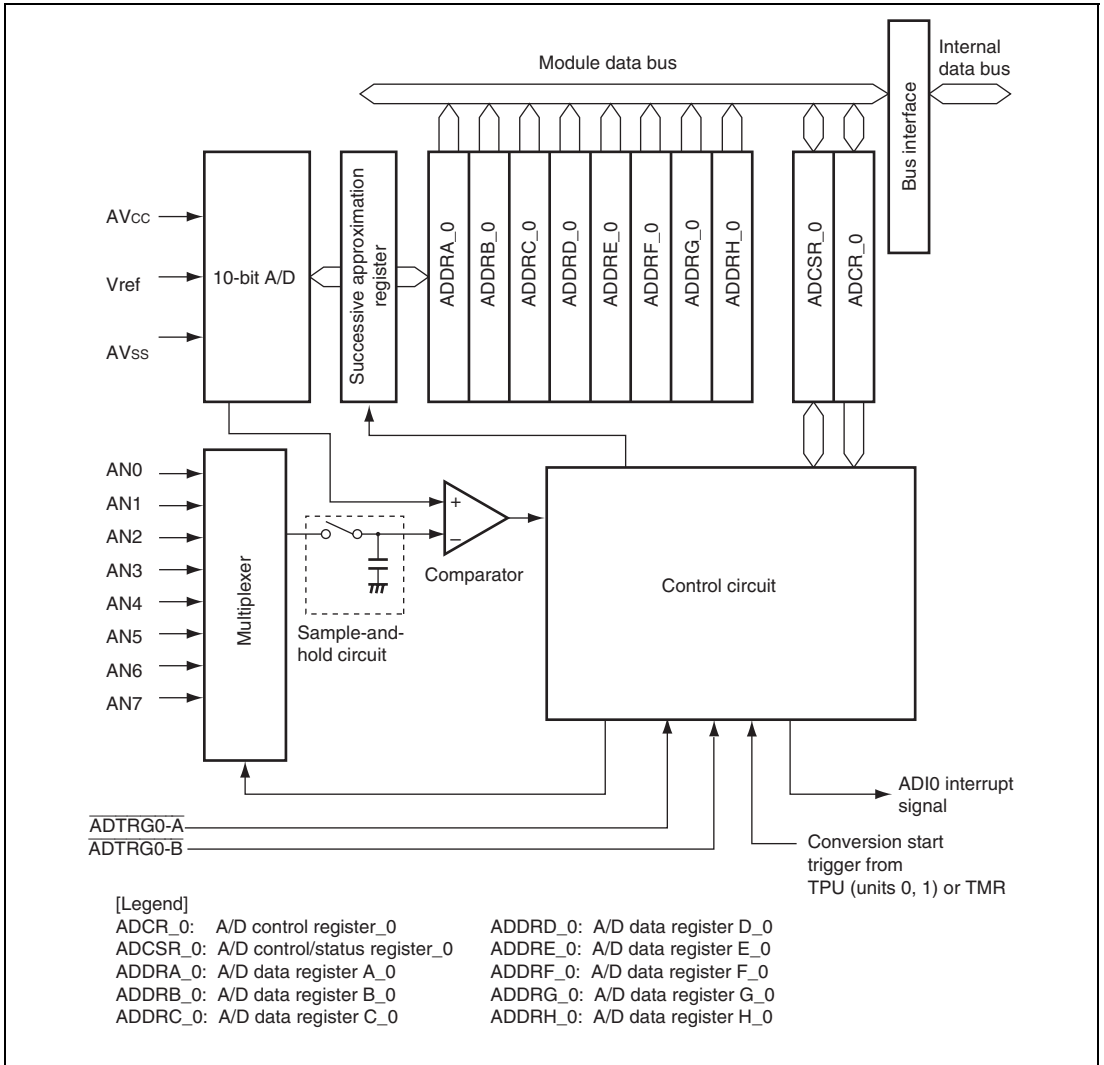 Module data bus
Internal
data bus
Bus interface
AVcc
Vref
AVss
10-bit A/D
Successive approximation
register
ADDRA_0
ADDRB_0
ADDRC_0
ADDRD_0
ADDRE_0
ADDRF_0
ADDRG_0
ADDRH_0
ADCSR_0
ADCR_0
AN0
AN1
AN2
AN3
AN4
AN5
AN6
AN7
Multiplexer
+
–
Comparator
Sample-and-
hold circuit
Control circuit
ADI0 interrupt
signal
ADTRG0-A
ADTRG0-B
Conversion start
trigger from
TPU (units 0, 1) or TMR
[Legend]
ADCR_0: A/D control register_0
ADCSR_0: A/D control/status register_0
ADDRA_0: A/D data register A_0
ADDRB_0: A/D data register B_0
ADDRC_0: A/D data register C_0
ADDRD_0: A/D data register D_0
ADDRE_0: A/D data register E_0
ADDRF_0: A/D data register F_0
ADDRG_0: A/D data register G_0
ADDRH_0: A/D data register H_0